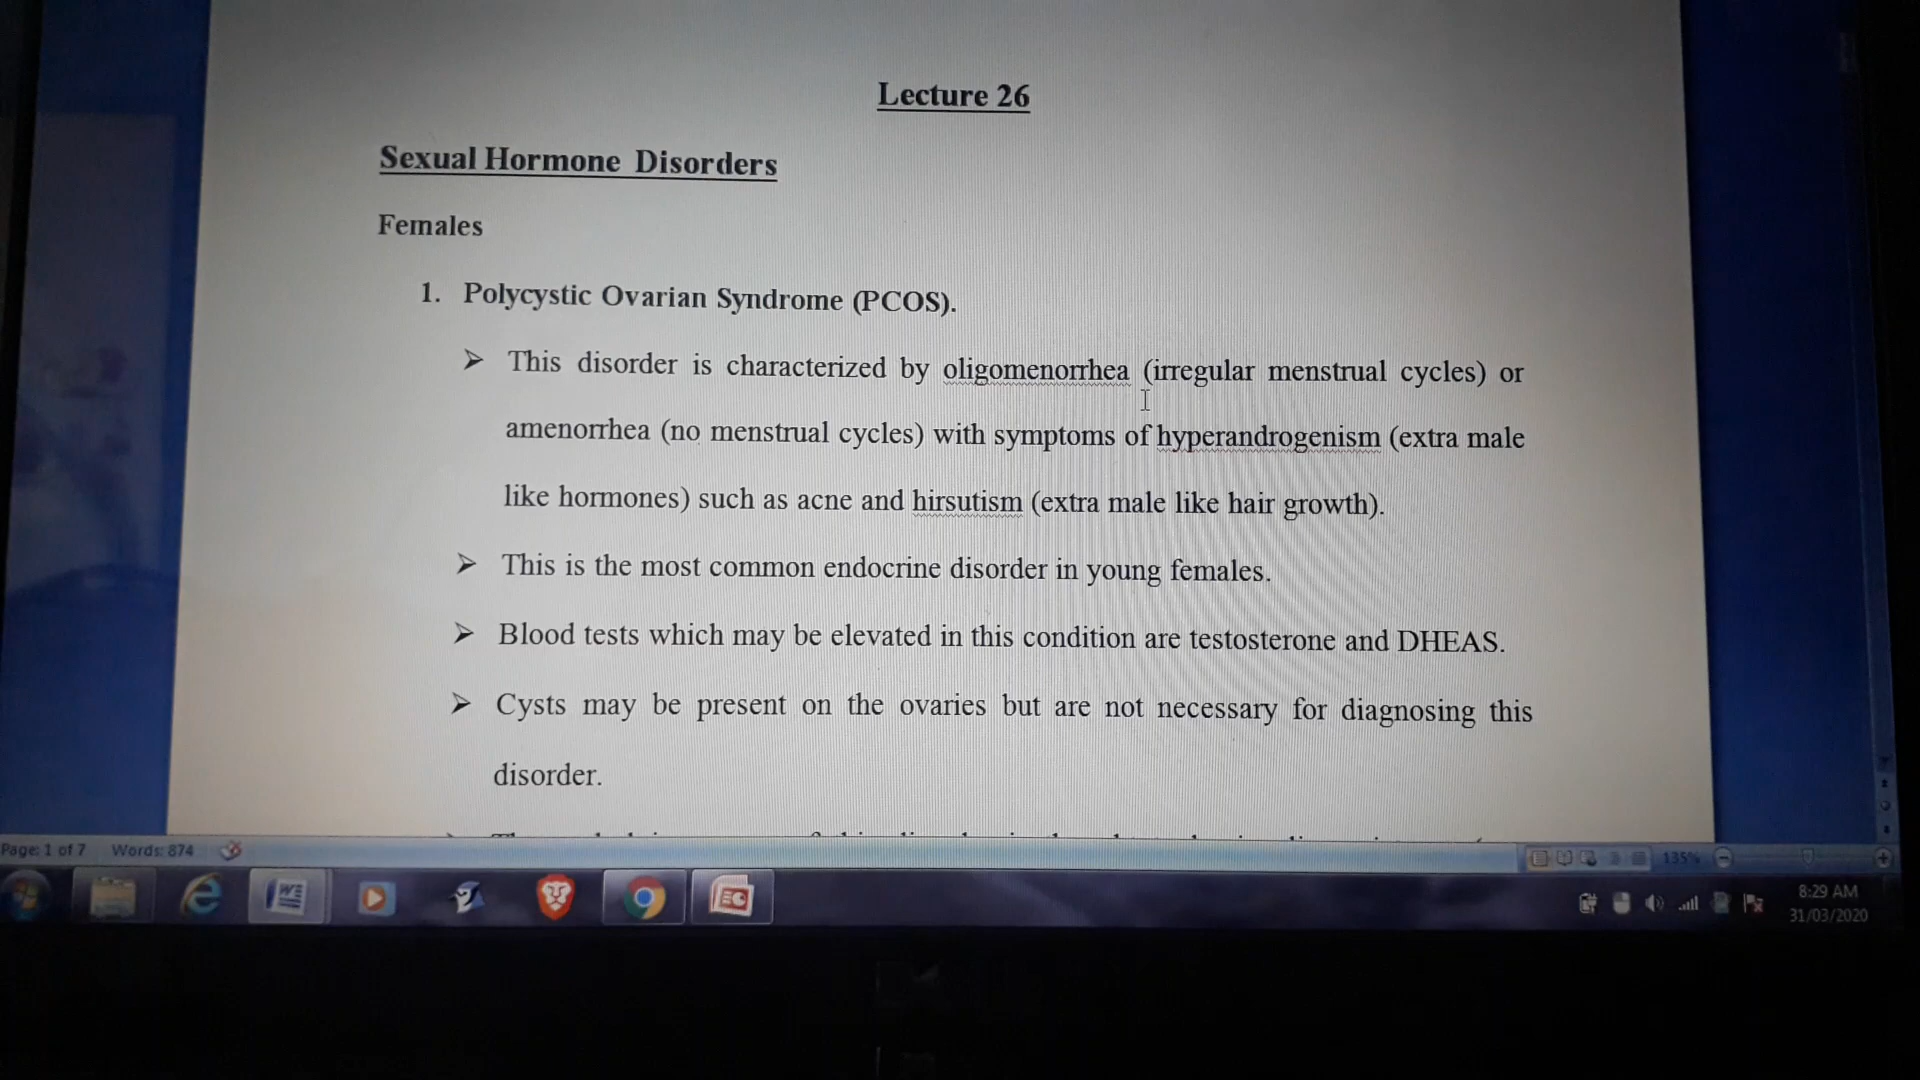 Lecture 26
Sexual Hormone Disorders
Females
1. Polycystic Ovarian Syndrome (PCOS).
➤ This disorder is characterized by oligomenorrhea (irregular menstrual cycles) or
amenorrhea (no menstrual cycles) with symptoms of hyperandrogenism (extra male
like hormones) such as acne and hirsutism (extra male like hair growth).
➤ This is the most common endocrine disorder in young females.
➤ Blood tests which may be elevated in this condition are testosterone and DHEAS.
➤ Cysts may be present on the ovaries but are not necessary for diagnosing this
disorder.
Page: 1 of 7 Words: 874 135%
8:29 AM
31/03/2020